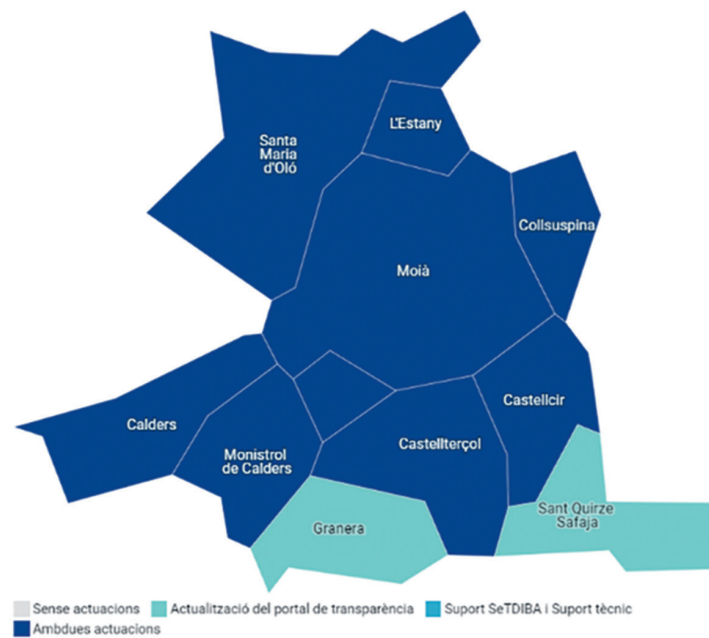 L'Estany
Santa
Maria
d'Oló
Collsuspina
Moià
Castellcir
Calders
Castellterçol
Monistrol
de Calders
Sant Quirze
Safaja
Granera
Sense actuacions
Actualització del portal de transparència
Suport SeTDIBA i Suport tècnic
Ambdues actuacions